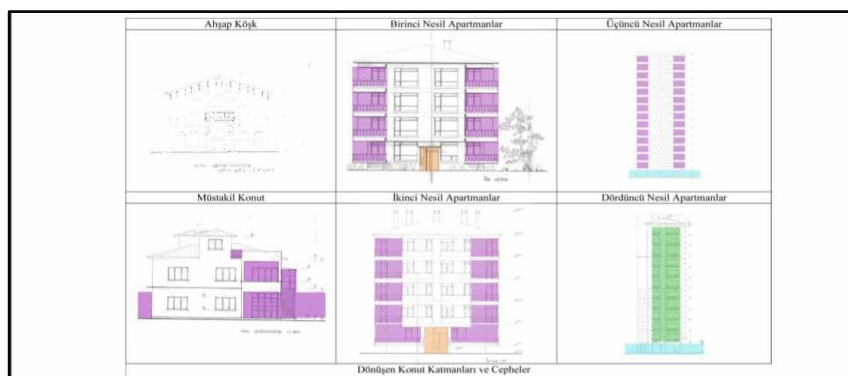 Ahşap Köşk
Birinci Nesil Apartmanlar
Üçüncü Nesil Apartmanlar
Müstakil Konut
İkinci Nesil Apartmanlar
Dördüncü Nesil Apartmanlar
Dönüşen Konut Katmanları ve Cepheler